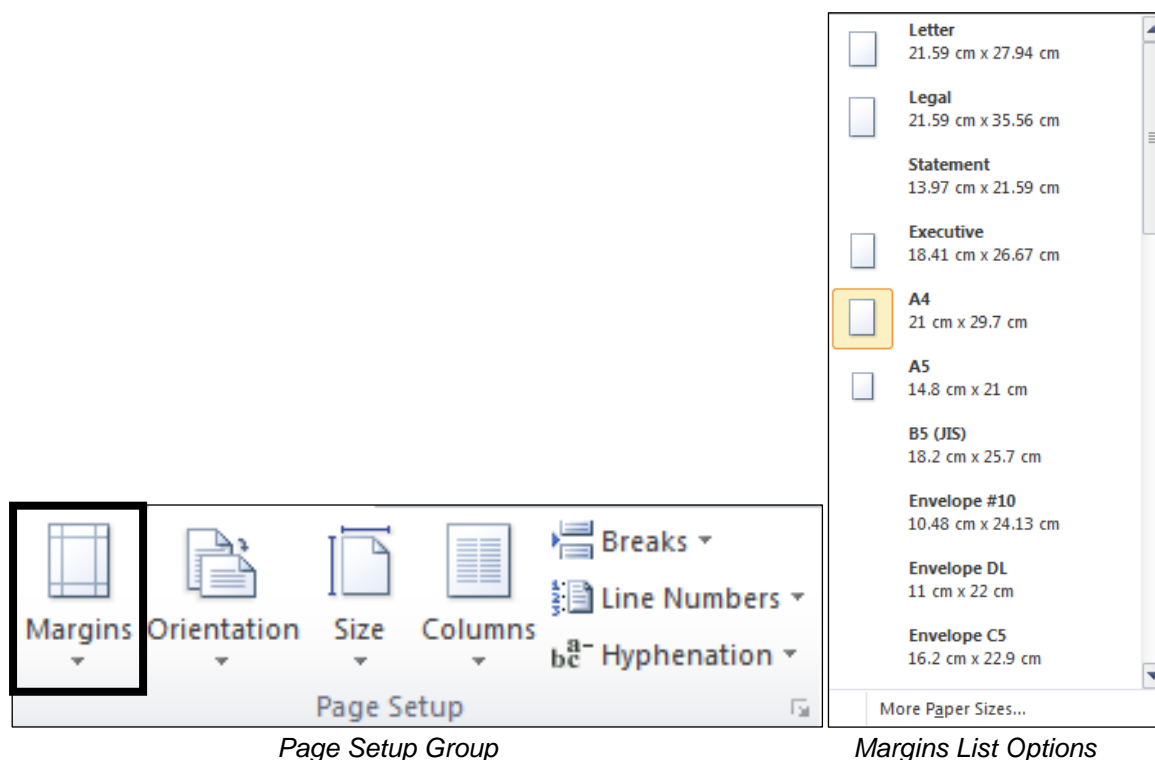 Letter
21.59 cm x 27.94 cm
Legal
21.59 cm x 35.56 cm
Statement
13.97 cm x 21.59 cm
Executive
18.41 cm x 26.67 cm
A4
21 cm x 29.7 cm
A5
14.8 cm x 21 cm
B5 (JIS)
18.2 cm x 25.7 cm
Envelope #10
10.48 cm x 24.13 cm
Envelope DL
11 cm x 22 cm
Envelope C5
16.2 cm x 22.9 cm
More Paper Sizes...
Margins Orientation Size Columns
Breaks
Line Numbers
Hyphenation
Page Setup
Page Setup Group
Margins List Options